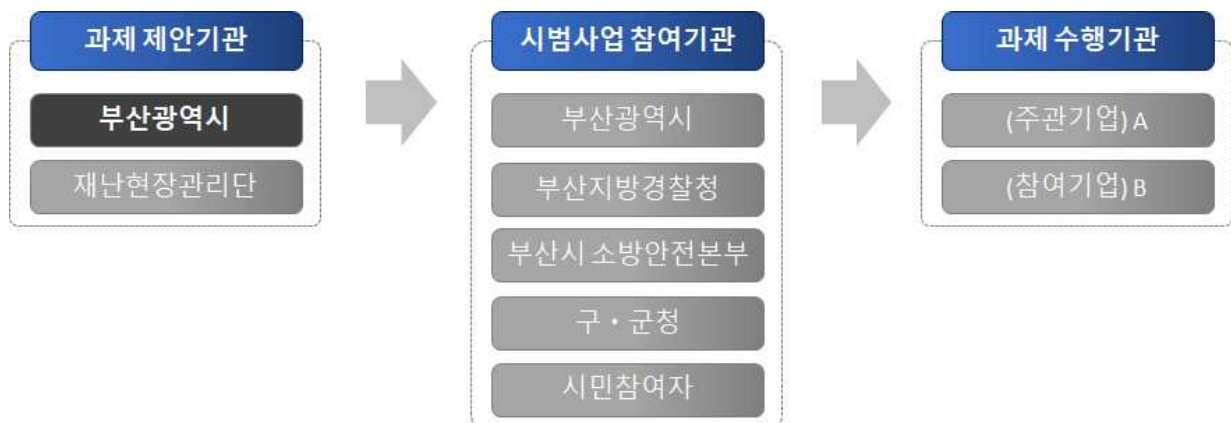 과제 제안기관
부산광역시
재난현장관리단
시범사업 참여기관
부산광역시
부산지방경찰청
부산시 소방안전본부
구・군청
시민참여자
과제 수행기관
(주관기업) A
(참여기업) B